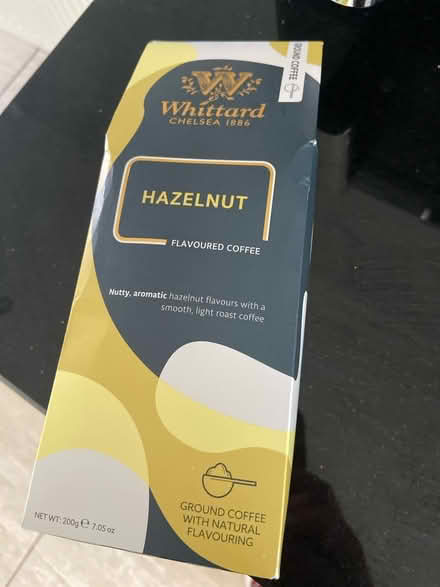 GROUND COFFEE
W
Whittard
CHELSEA 1886
HAZELNUT
FLAVOURED COFFEE
Nutty, aromatic hazelnut flavours with a
smooth, light roast coffee
GROUND COFFEE
WITH NATURAL
FLAVOURING
NET WT: 200g ℮ 7.05 oz